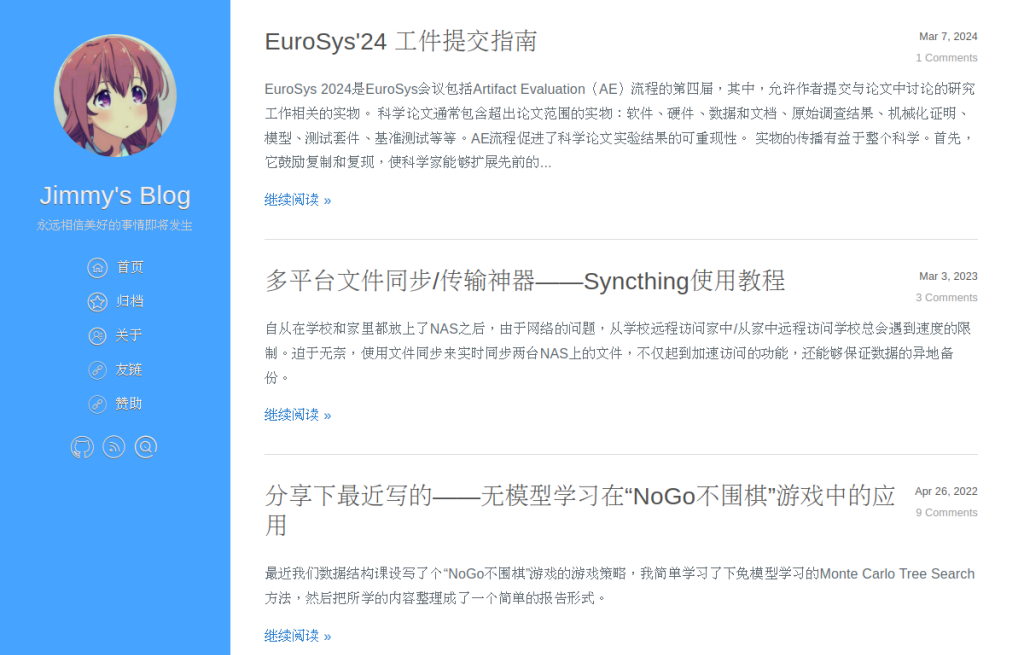 Jimmy's Blog
永远相信美好的事情即将发生
首页
归档
关于
友链
赞助
EuroSys'24 工件提交指南
Mar 7, 2024
1 Comments
EuroSys 2024是EuroSys会议包括Artifact Evaluation（AE）流程的第四届，其中，允许作者提交与论文中讨论的研究
工作相关的实物。 科学论文通常包含超出论文范围的实物：软件、硬件、数据和文档、原始调查结果、机械化证明、
模型、测试套件、基准测试等等。AE流程促进了科学论文实验结果的可重现性。 实物的传播有益于整个科学。首先，
它鼓励复制和复现，使科学家能够扩展先前的...
继续阅读 »
多平台文件同步/传输神器——Syncthing使用教程
Mar 3, 2023
3 Comments
自从在学校和家里都放上了NAS之后，由于网络的问题，从学校远程访问家中/从家中远程访问学校总会遇到速度的限
制。迫于无奈，使用文件同步来实时同步两台NAS上的文件，不仅起到加速访问的功能，还能够保证数据的异地备
份。
继续阅读 »
分享下最近写的——无模型学习在“NoGo不围棋”游戏中的应
用
Apr 26, 2022
9 Comments
最近我们数据结构课设写了个“NoGo不围棋”游戏的游戏策略，我简单学习了下免模型学习的Monte Carlo Tree Search
方法，然后把所学的内容整理成了一个简单的报告形式。
继续阅读 »